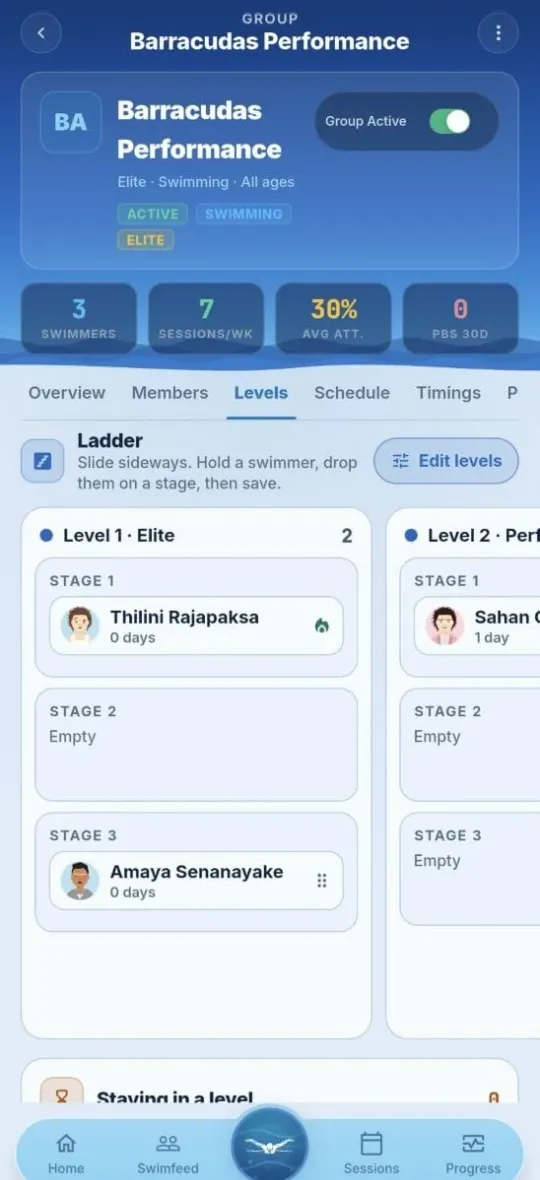 GROUP
Barracudas Performance
BA
Barracudas
Performance
Group Active
Elite · Swimming · All ages
ACTIVE
SWIMMING
ELITE
3
7
30%
0
SWIMMERS
SESSIONS/WK
AVG ATT.
PBS 30D
Overview
Members
Levels
Schedule
Timings
P
Ladder
Slide sideways. Hold a swimmer, drop
them on a stage, then save.
Edit levels
Level 1 · Elite
2
STAGE 1
Thilini Rajapaksa
0 days
STAGE 2
Empty
STAGE 3
Amaya Senanayake
0 days
Level 2 · Perf
STAGE 1
Sahan
1 day
STAGE 2
Empty
STAGE 3
Empty
Staying in a level
0
Home
Swimfeed
Sessions
Progress